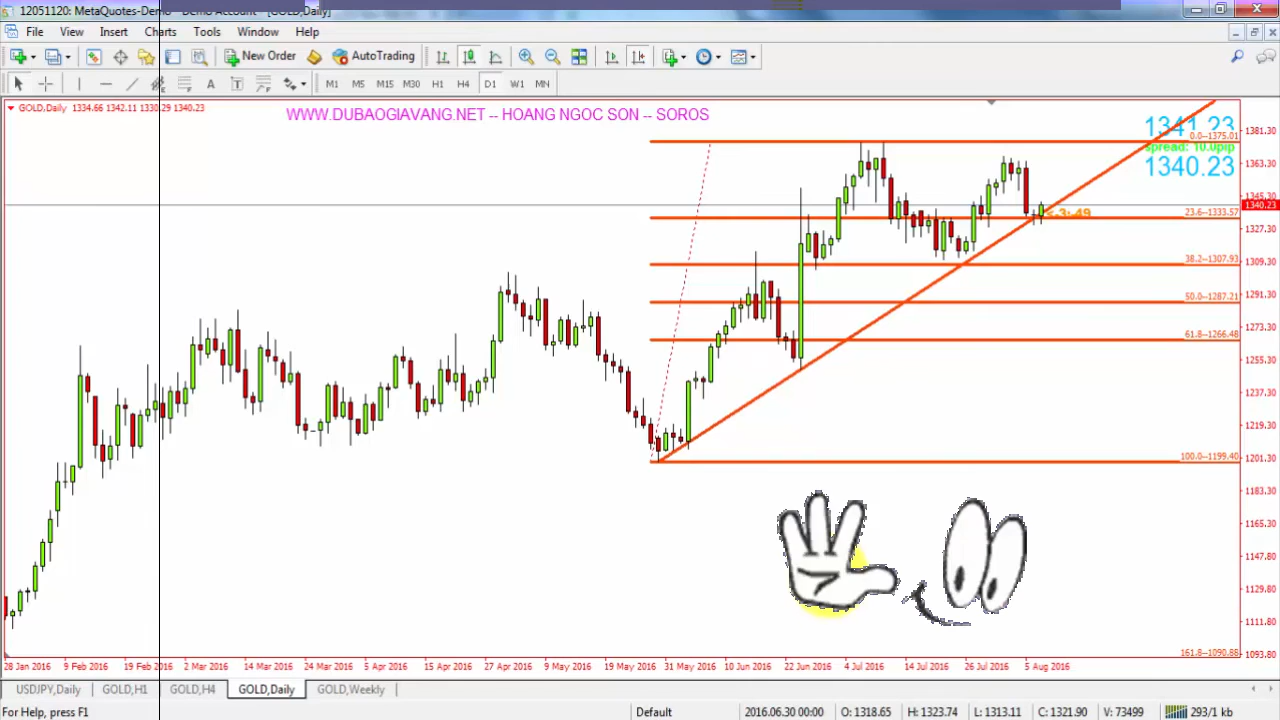 12051120: MetaQuotes-Demo - Demo Account - [GOLD,Daily]
File View Insert Charts Tools Window Help
New Order AutoTrading
M1 M5 M15 M30 H1 H4 D1 W1 MN
GOLD,Daily 1334.66 1342.11 1330.29 1340.23
WWW.DUBAOGIAVANG.NET -- HOANG NGOC SON -- SOROS
1341.23
0.0--1375.01
spread: 10.0pip
1340.23
<-3:49
23.6--1333.57
38.2--1307.93
50.0--1287.21
61.8--1266.48
100.0--1199.40
161.8--1090.88
1381.30
1363.30
1345.30
1340.23
1327.30
1309.30
1291.30
1273.30
1255.30
1237.30
1219.30
1201.30
1183.30
1165.30
1147.80
1129.80
1111.80
1093.80
28 Jan 2016 9 Feb 2016 19 Feb 2016 2 Mar 2016 14 Mar 2016 24 Mar 2016 5 Apr 2016 15 Apr 2016 27 Apr 2016 9 May 2016 19 May 2016 31 May 2016 10 Jun 2016 22 Jun 2016 4 Jul 2016 14 Jul 2016 26 Jul 2016 5 Aug 2016
USDJPY,Daily GOLD,H1 GOLD,H4 GOLD,Daily GOLD,Weekly
For Help, press F1 Default 2016.06.30 00:00 O: 1318.65 H: 1323.74 L: 1313.11 C: 1321.90 V: 73499 293/1 kb